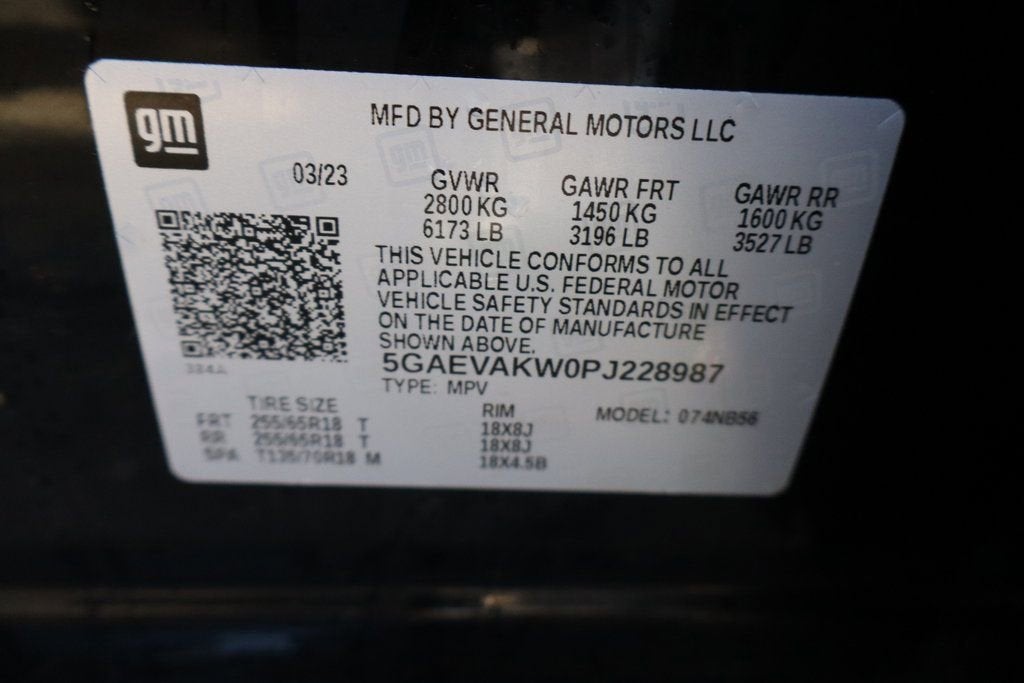 gm
MFD BY GENERAL MOTORS LLC
03/23
GVWR GAWR FRT GAWR RR
2800 KG 1450 KG 1600 KG
6173 LB 3196 LB 3527 LB
THIS VEHICLE CONFORMS TO ALL
APPLICABLE U.S. FEDERAL MOTOR
VEHICLE SAFETY STANDARDS IN EFFECT
ON THE DATE OF MANUFACTURE
SHOWN ABOVE.
5GAEVAKW0PJ228987
TYPE: MPV
TIRE SIZE RIM MODEL: 074NB56
FRT 255/65R18 T 18X8J
RR 255/65R18 T 18X8J
SPA T135/70R18 M 18X4.5B